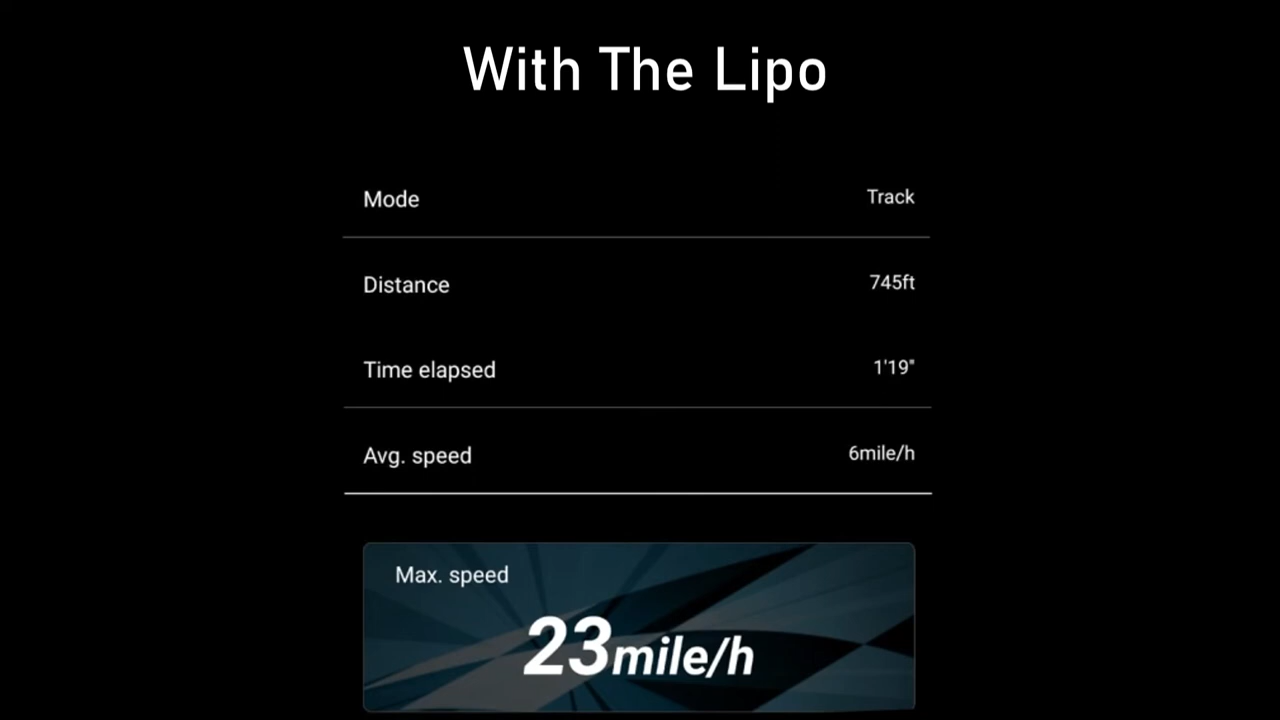 With The Lipo
Mode Track
Distance 745ft
Time elapsed 1'19"
Avg. speed 6mile/h
Max. speed
23mile/h